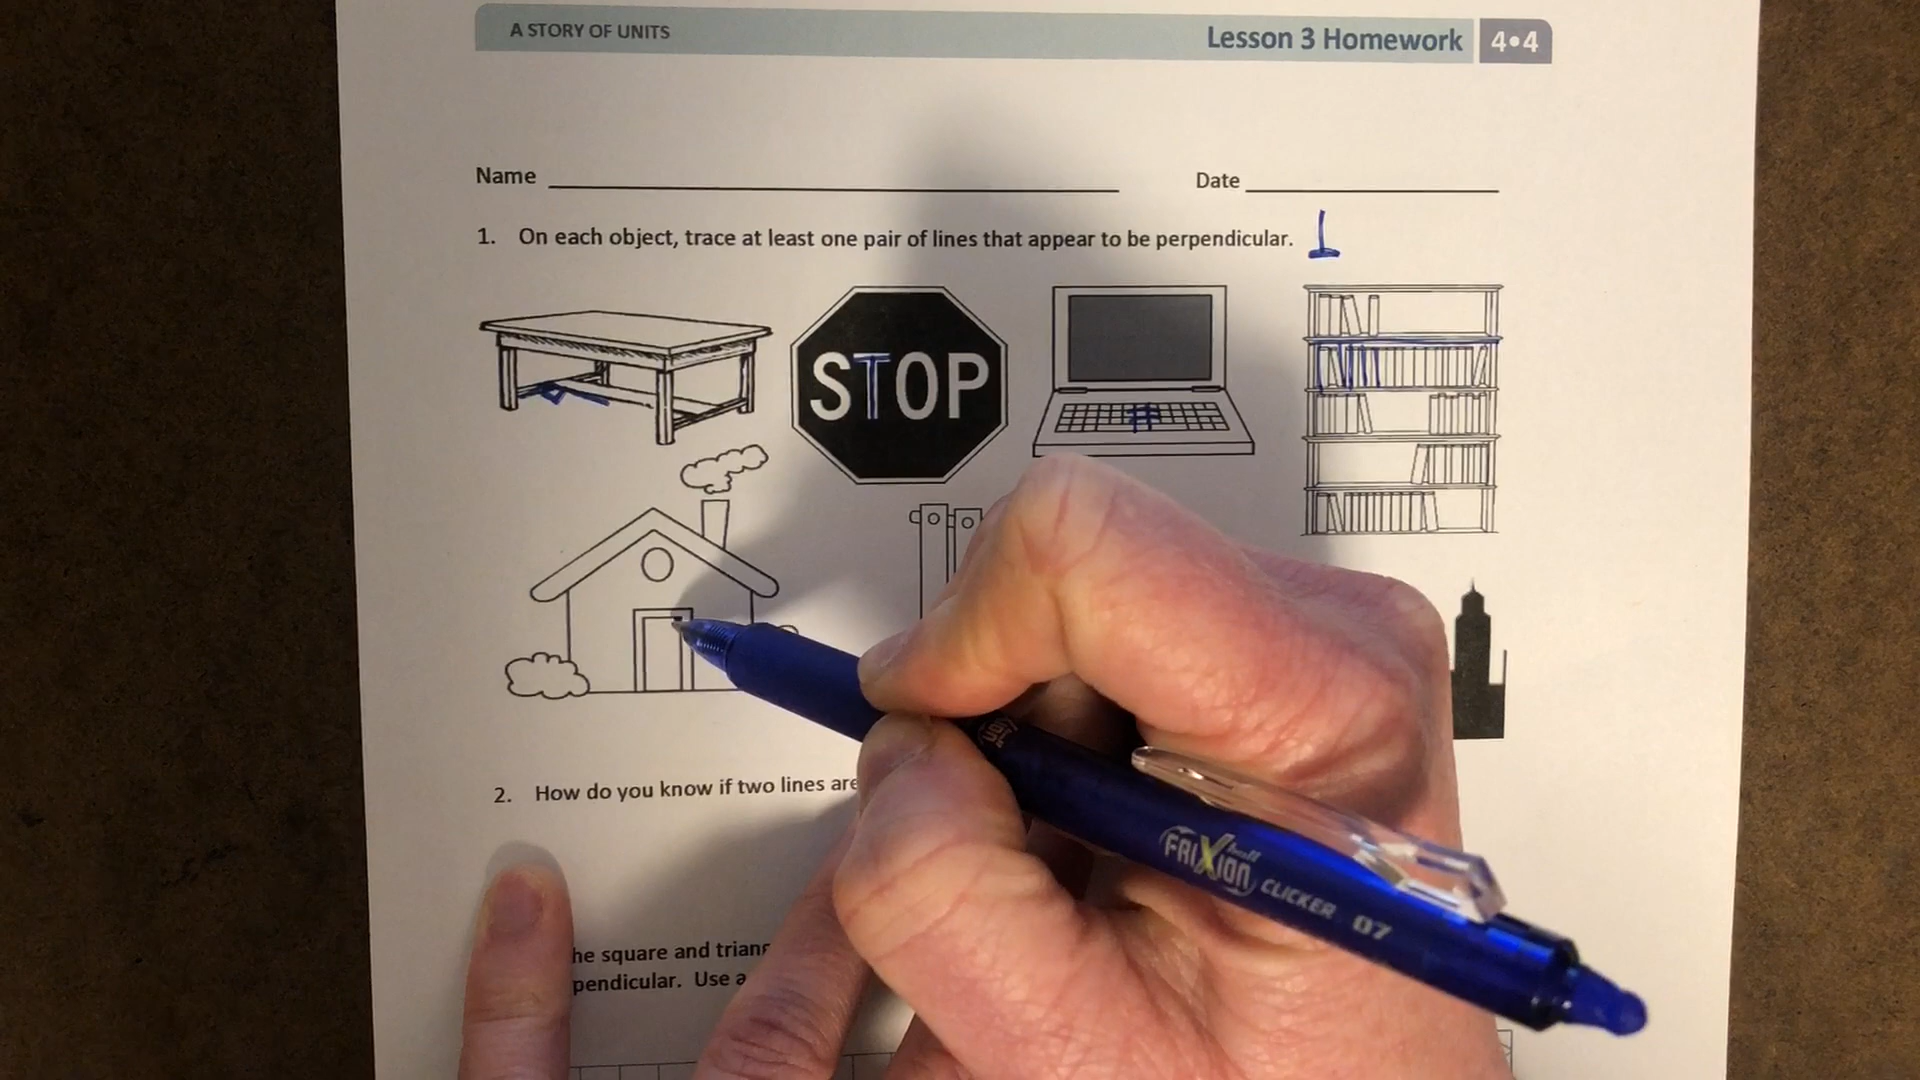 A STORY OF UNITS
Lesson 3 Homework 4•4
Name
Date
1. On each object, trace at least one pair of lines that appear to be perpendicular. ⊥
STOP
2. How do you know if two lines are
he square and trian
pendicular. Use a
FRIXion Ball CLICKER 07